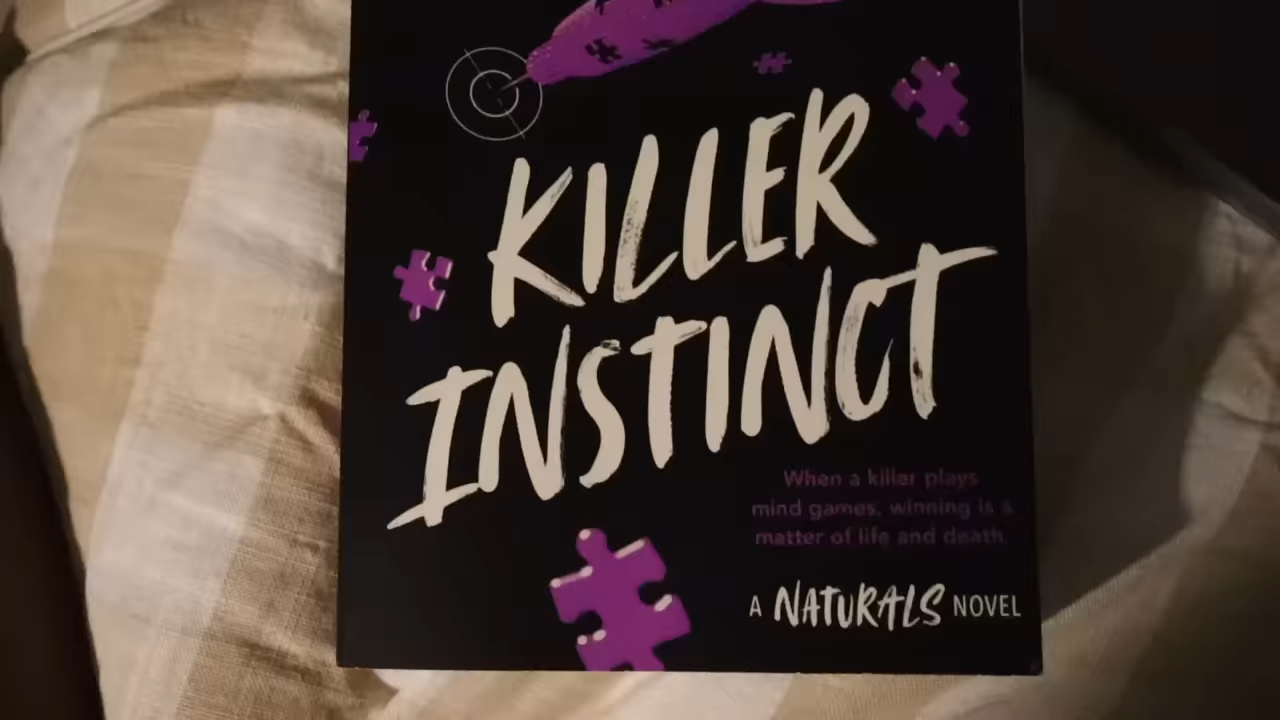 KILLER
INSTINCT
When a killer plays
mind games, winning is a
matter of life and death.
A NATURALS NOVEL